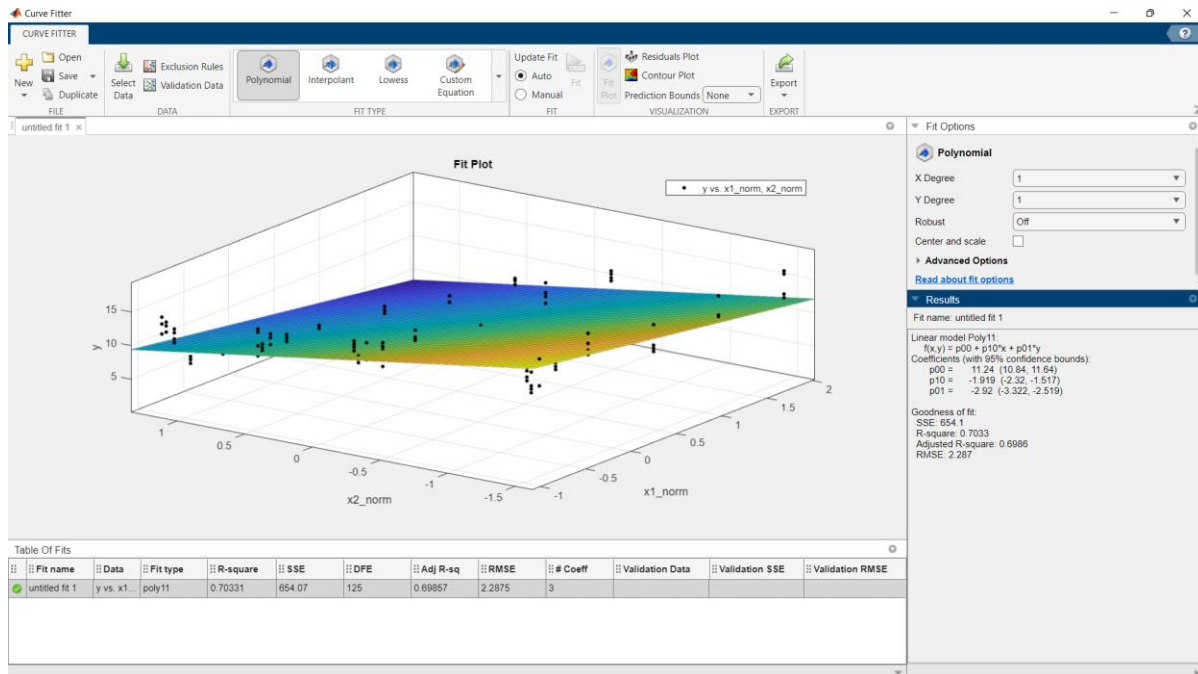 Curve Fitter
CURVE FITTER
New
Open
Save
Duplicate
FILE
Select Data
Exclusion Rules
Validation Data
DATA
Polynomial
Interpolant
Lowess
Custom Equation
FIT TYPE
Update Fit
Auto
Manual
Fit
FIT
Fit Plot
Residuals Plot
Contour Plot
Prediction Bounds None
VISUALIZATION
Export
EXPORT
untitled fit 1
Fit Plot
y vs. x1_norm, x2_norm
15
10
5
y
1
0.5
0
-0.5
-1
-1.5
x2_norm
-1
-0.5
0
0.5
1
1.5
2
x1_norm
Fit Options
Polynomial
X Degree 1
Y Degree 1
Robust Off
Center and scale
Advanced Options
Read about fit options
Results
Fit name: untitled fit 1
Linear model Poly11:
f(x,y) = p00 + p10*x + p01*y
Coefficients (with 95% confidence bounds):
p00 = 11.24 (10.84, 11.64)
p10 = -1.919 (-2.32, -1.517)
p01 = -2.92 (-3.322, -2.519)
Goodness of fit:
SSE: 654.1
R-square: 0.7033
Adjusted R-square: 0.6986
RMSE: 2.287
Table Of Fits
Fit name Data Fit type R-square SSE DFE Adj R-sq RMSE # Coeff Validation Data Validation SSE Validation RMSE
untitled fit 1 y vs. x1... poly11 0.70331 654.07 125 0.69857 2.2875 3